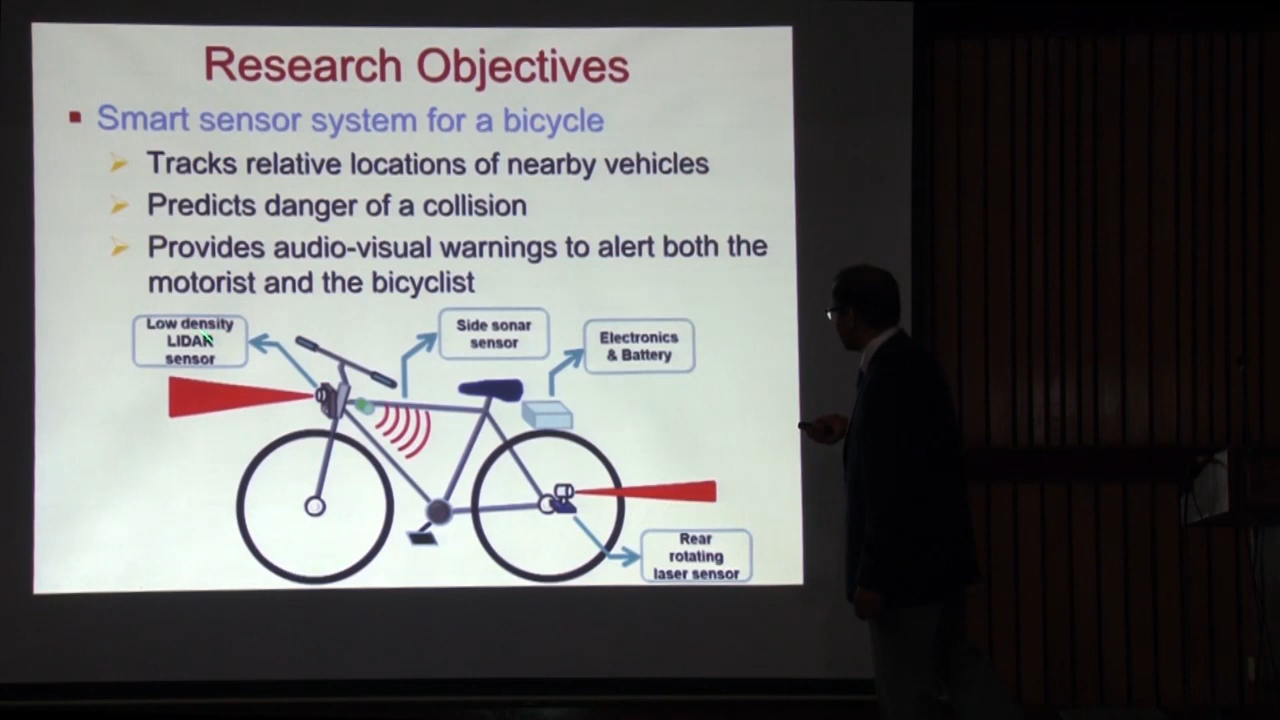 Research Objectives
Smart sensor system for a bicycle
Tracks relative locations of nearby vehicles
Predicts danger of a collision
Provides audio-visual warnings to alert both the
motorist and the bicyclist
Low density
LIDAR
sensor
Side sonar
sensor
Electronics
& Battery
Rear
rotating
laser sensor